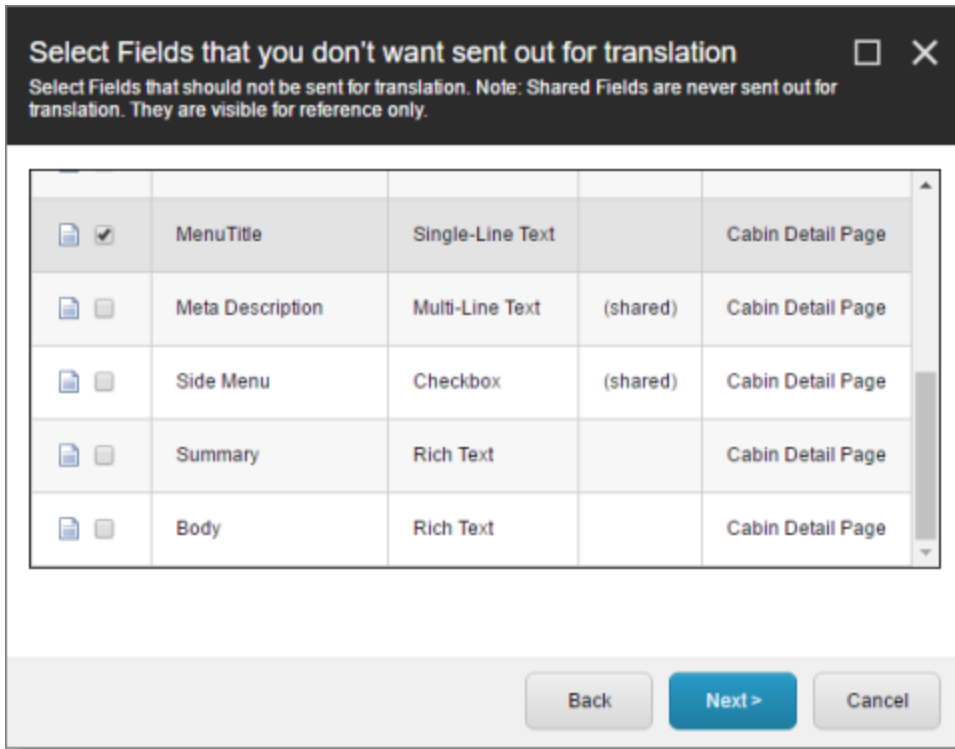 Select Fields that you don't want sent out for translation
Select Fields that should not be sent for translation. Note: Shared Fields are never sent out for
translation. They are visible for reference only.
MenuTitle Single-Line Text Cabin Detail Page
Meta Description Multi-Line Text (shared) Cabin Detail Page
Side Menu Checkbox (shared) Cabin Detail Page
Summary Rich Text Cabin Detail Page
Body Rich Text Cabin Detail Page
Back Next > Cancel